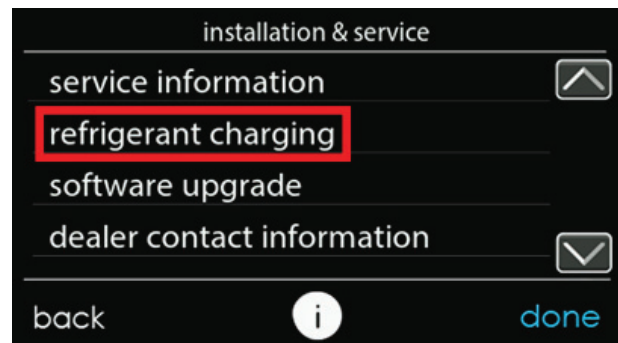 installation & service
service information
refrigerant charging
software upgrade
dealer contact information
back i done